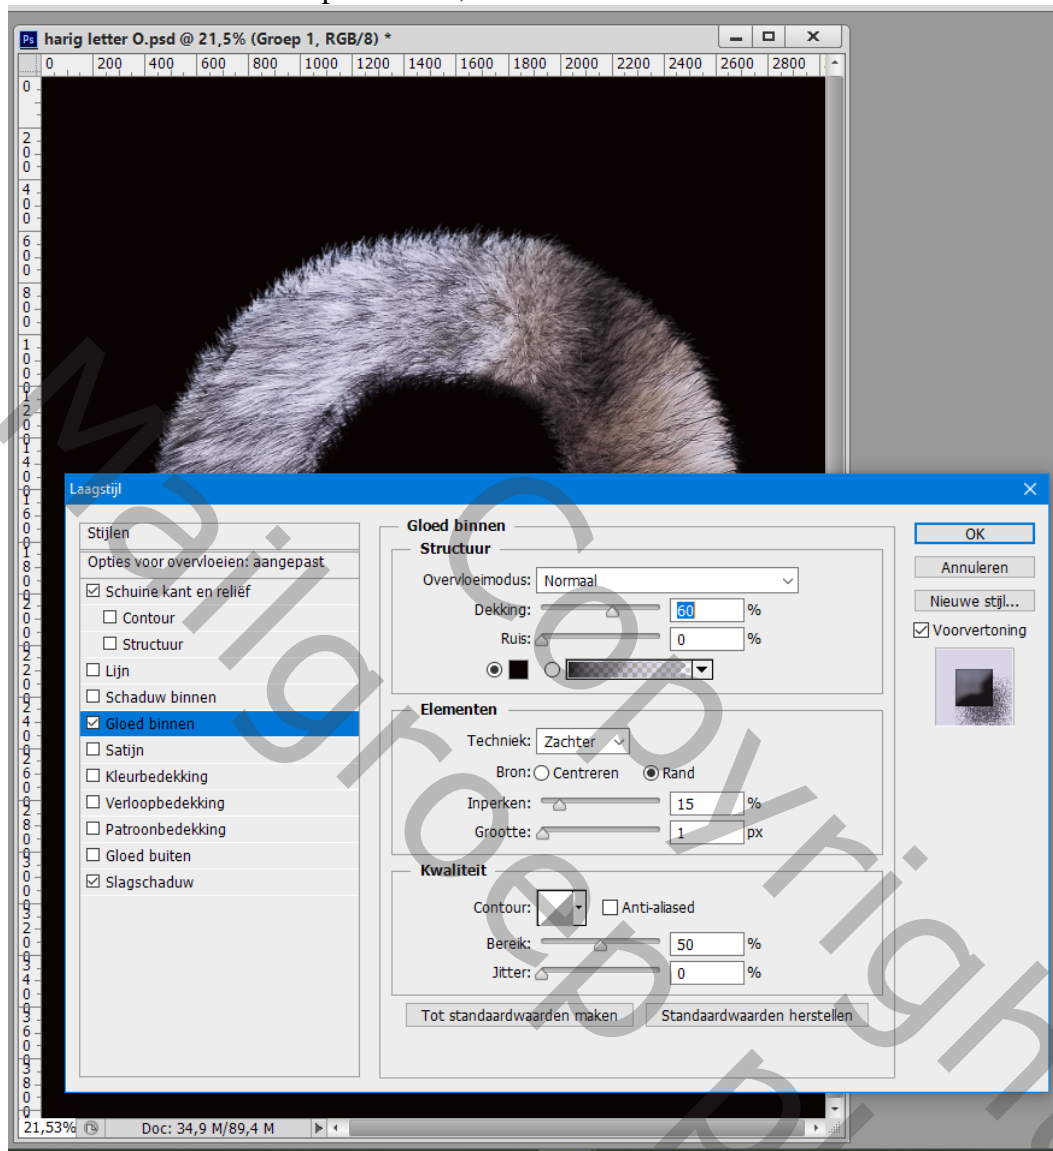 harig letter O.psd @ 21,5% (Groep 1, RGB/8) *
0 200 400 600 800 1000 1200 1400 1600 1800 2000 2200 2400 2600 2800
Laagstijl
Stijlen
Opties voor overvloeien: aangepast
Schuine kant en reliëf
Contour
Structuur
Lijn
Schaduw binnen
Gloed binnen
Satijn
Kleurbedekking
Verloopbedekking
Patroonbedekking
Gloed buiten
Slagschaduw
Gloed binnen
Structuur
Overvloeimodus: Normaal
Dekking: 60 %
Ruis: 0 %
Elementen
Techniek: Zachter
Bron: Centreren Rand
Inperken: 15 %
Grootte: 1 px
Kwaliteit
Contour: Anti-aliased
Bereik: 50 %
Jitter: 0 %
Tot standaardwaarden maken Standaardwaarden herstellen
OK
Annuleren
Nieuwe stijl...
Voorvertoning
21,53% Doc: 34,9 M/89,4 M
Mailgroep
Copyright